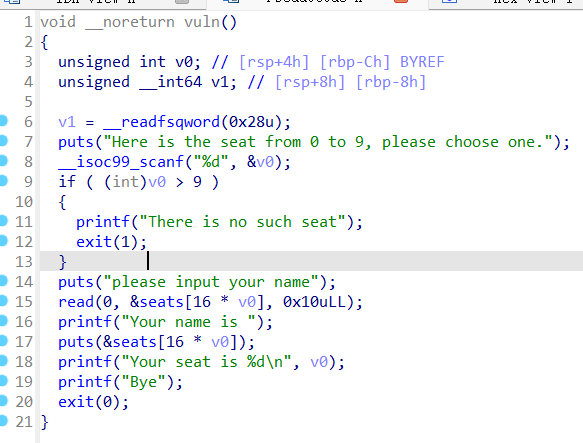 1 void __noreturn vuln()
2 {
3 unsigned int v0; // [rsp+4h] [rbp-Ch] BYREF
4 unsigned __int64 v1; // [rsp+8h] [rbp-8h]
5
6 v1 = __readfsqword(0x28u);
7 puts("Here is the seat from 0 to 9, please choose one.");
8 __isoc99_scanf("%d", &v0);
9 if ( (int)v0 > 9 )
10 {
11 printf("There is no such seat");
12 exit(1);
13 }
14 puts("please input your name");
15 read(0, &seats[16 * v0], 0x10uLL);
16 printf("Your name is ");
17 puts(&seats[16 * v0]);
18 printf("Your seat is %d\n", v0);
19 printf("Bye");
20 exit(0);
21 }